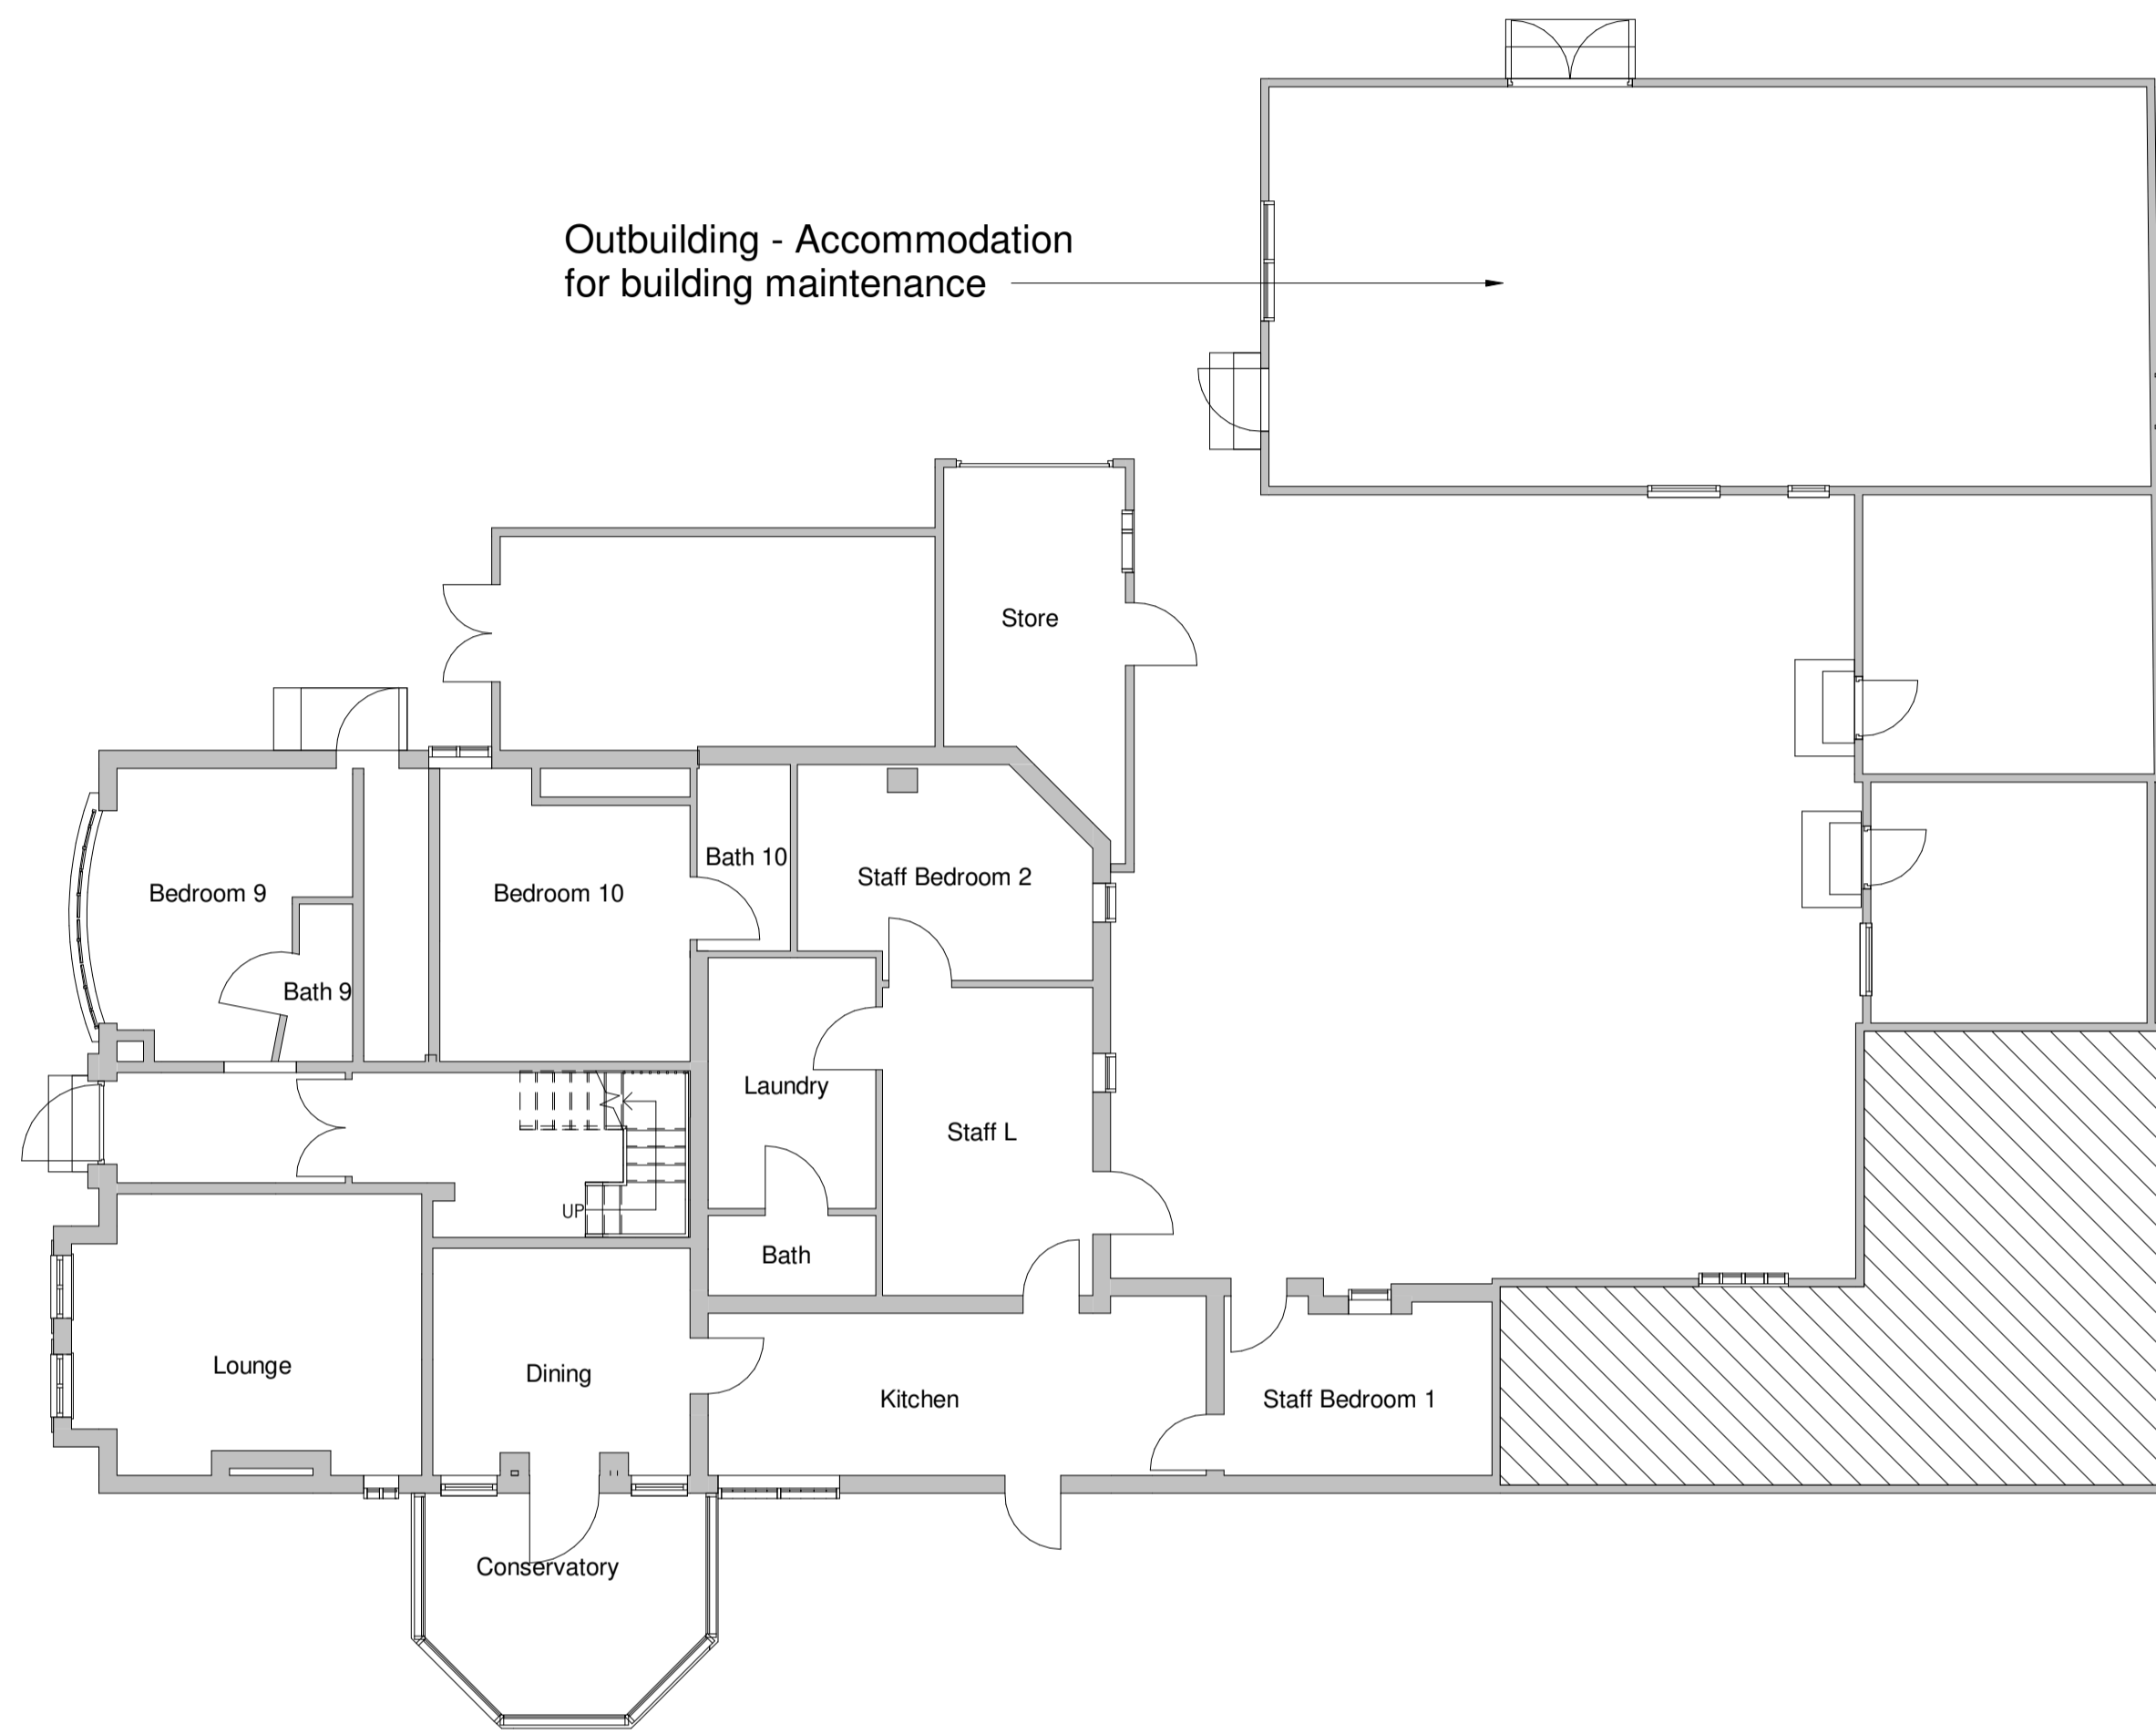 Outbuilding - Accommodation
for building maintenance
Store
Bath 10
Staff Bedroom 2
Bedroom 9
Bedroom 10
Bath 9
Laundry
Staff L
UP
Bath
Lounge
Dining
Kitchen
Staff Bedroom 1
Conservatory